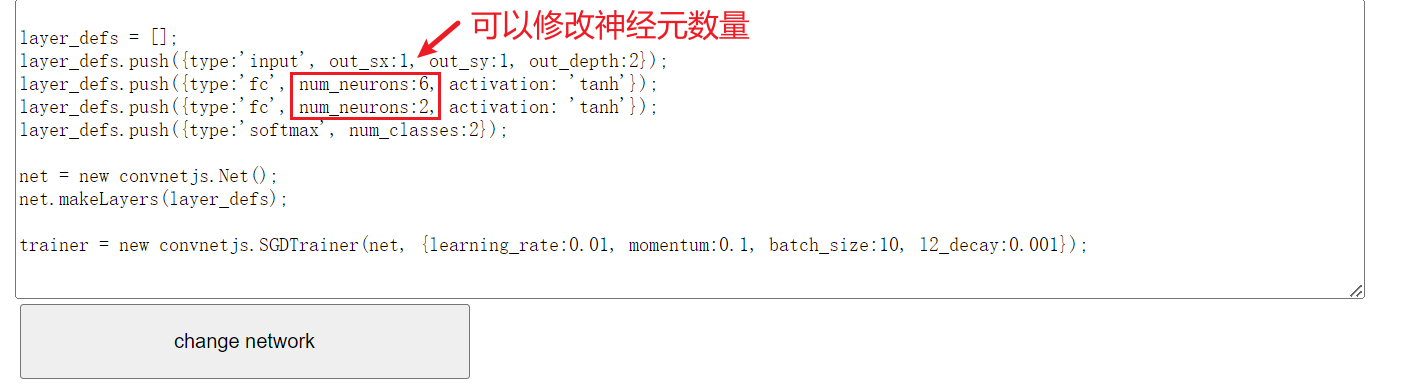 可以修改神经元数量
layer_defs = [];
layer_defs.push({type:'input', out_sx:1, out_sy:1, out_depth:2});
layer_defs.push({type:'fc', num_neurons:6, activation: 'tanh'});
layer_defs.push({type:'fc', num_neurons:2, activation: 'tanh'});
layer_defs.push({type:'softmax', num_classes:2});
net = new convnetjs.Net();
net.makeLayers(layer_defs);
trainer = new convnetjs.SGDTrainer(net, {learning_rate:0.01, momentum:0.1, batch_size:10, l2_decay:0.001});
change network